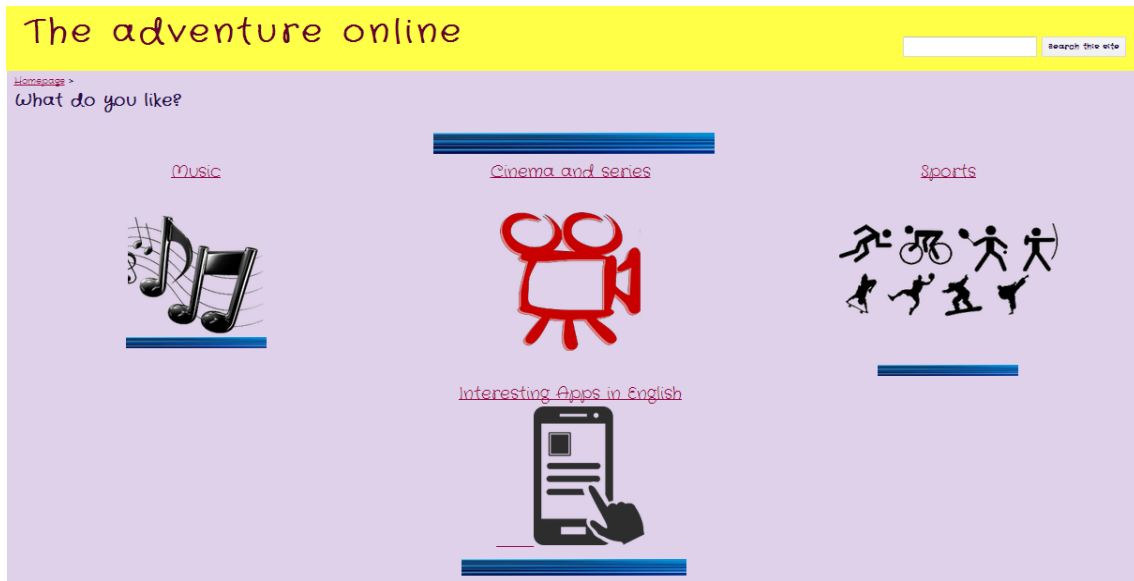 The adventure online
Search this site
Homepage >
What do you like?
Music
Cinema and series
Sports
Interesting Apps in English